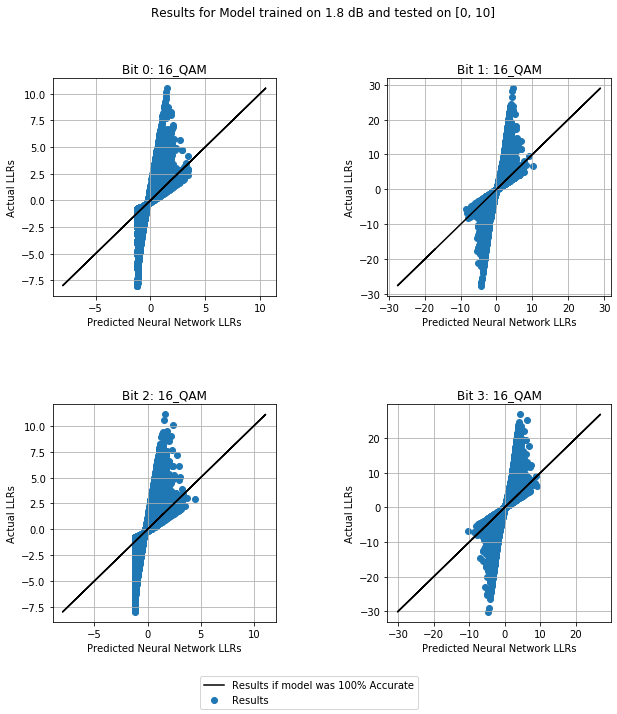 Results for Model trained on 1.8 dB and tested on [0, 10]
Bit 0: 16_QAM
10.0
7.5
5.0
2.5
0.0
−2.5
−5.0
−7.5
Actual LLRs
−5 0 5 10
Predicted Neural Network LLRs
Bit 1: 16_QAM
30
20
10
0
−10
−20
−30
Actual LLRs
−30 −20 −10 0 10 20 30
Predicted Neural Network LLRs
Bit 2: 16_QAM
10.0
7.5
5.0
2.5
0.0
−2.5
−5.0
−7.5
Actual LLRs
−5 0 5 10
Predicted Neural Network LLRs
Bit 3: 16_QAM
20
10
0
−10
−20
−30
Actual LLRs
−30 −20 −10 0 10 20
Predicted Neural Network LLRs
Results if model was 100% Accurate
Results